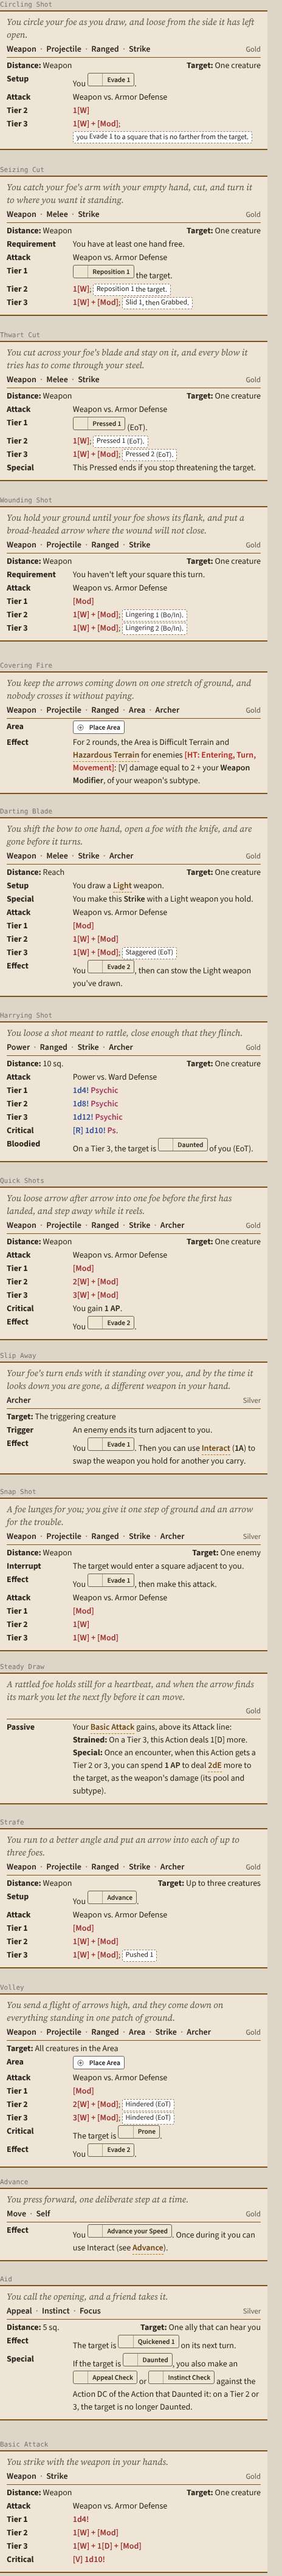 Circling Shot
You circle your foe as you draw, and loose from the side it has left
open.
Weapon · Projectile · Ranged · Strike Gold
Distance: Weapon Target: One creature
Setup You Evade 1.
Attack Weapon vs. Armor Defense
Tier 2 1[W]
Tier 3 1[W] + [Mod];
you Evade 1 to a square that is no farther from the target.
Seizing Cut
You catch your foe's arm with your empty hand, cut, and turn it
to where you want it standing.
Weapon · Melee · Strike Gold
Distance: Weapon Target: One creature
Requirement You have at least one hand free.
Attack Weapon vs. Armor Defense
Tier 1 Reposition 1 the target.
Tier 2 1[W]; Reposition 1 the target.
Tier 3 1[W] + [Mod]; Slid 1, then Grabbed.
Thwart Cut
You cut across your foe's blade and stay on it, and every blow it
tries has to come through your steel.
Weapon · Melee · Strike Gold
Distance: Weapon Target: One creature
Attack Weapon vs. Armor Defense
Tier 1 Pressed 1 (EoT).
Tier 2 1[W]; Pressed 1 (EoT).
Tier 3 1[W] + [Mod]; Pressed 2 (EoT).
Special This Pressed ends if you stop threatening the target.
Wounding Shot
You hold your ground until your foe shows its flank, and put a
broad-headed arrow where the wound will not close.
Weapon · Projectile · Ranged · Strike Gold
Distance: Weapon Target: One creature
Requirement You haven't left your square this turn.
Attack Weapon vs. Armor Defense
Tier 1 [Mod]
Tier 2 1[W] + [Mod]; Lingering 1 (Bo/In).
Tier 3 1[W] + [Mod]; Lingering 2 (Bo/In).
Covering Fire
You keep the arrows coming down on one stretch of ground, and
nobody crosses it without paying.
Weapon · Projectile · Ranged · Area · Archer Gold
Area Place Area
Effect For 2 rounds, the Area is Difficult Terrain and
Hazardous Terrain for enemies [HT: Entering, Turn,
Movement]: [V] damage equal to 2 + your Weapon
Modifier, of your weapon's subtype.
Darting Blade
You shift the bow to one hand, open a foe with the knife, and are
gone before it turns.
Weapon · Melee · Strike · Archer Gold
Distance: Reach Target: One creature
Setup You draw a Light weapon.
Special You make this Strike with a Light weapon you hold.
Attack Weapon vs. Armor Defense
Tier 1 [Mod]
Tier 2 1[W] + [Mod]
Tier 3 1[W] + [Mod]; Staggered (EoT)
Effect You Evade 2, then can stow the Light weapon
you've drawn.
Harrying Shot
You loose a shot meant to rattle, close enough that they flinch.
Power · Ranged · Strike · Archer Gold
Distance: 10 sq. Target: One creature
Attack Power vs. Ward Defense
Tier 1 1d4! Psychic
Tier 2 1d8! Psychic
Tier 3 1d12! Psychic
Critical [R] 1d10! Ps.
Bloodied On a Tier 3, the target is Daunted of you (EoT).
Quick Shots
You loose arrow after arrow into one foe before the first has
landed, and step away while it reels.
Weapon · Projectile · Ranged · Strike · Archer Gold
Distance: Weapon Target: One creature
Attack Weapon vs. Armor Defense
Tier 1 [Mod]
Tier 2 2[W] + [Mod]
Tier 3 3[W] + [Mod]
Critical You gain 1 AP.
Effect You Evade 2.
Slip Away
Your foe's turn ends with it standing over you, and by the time it
looks down you are gone, a different weapon in your hand.
Archer Silver
Target: The triggering creature
Trigger An enemy ends its turn adjacent to you.
Effect You Evade 1. Then you can use Interact (1A) to
swap the weapon you hold for another you carry.
Snap Shot
A foe lunges for you; you give it one step of ground and an arrow
for the trouble.
Weapon · Projectile · Ranged · Strike · Archer Silver
Distance: Weapon Target: One enemy
Interrupt The target would enter a square adjacent to you.
Effect You Evade 1, then make this attack.
Attack Weapon vs. Armor Defense
Tier 1 [Mod]
Tier 2 1[W]
Tier 3 1[W] + [Mod]
Steady Draw
A rattled foe holds still for a heartbeat, and when the arrow finds
its mark you let the next fly before it can move.
Gold
Passive Your Basic Attack gains, above its Attack line:
Strained: On a Tier 3, this Action deals 1[D] more.
Special: Once an encounter, when this Action gets a
Tier 2 or 3, you can spend 1 AP to deal 2dE more to
the target, as the weapon's damage (its pool and
subtype).
Strafe
You run to a better angle and put an arrow into each of up to
three foes.
Weapon · Projectile · Ranged · Strike · Archer Gold
Distance: Weapon Target: Up to three creatures
Setup You Advance.
Attack Weapon vs. Armor Defense
Tier 1 [Mod]
Tier 2 1[W] + [Mod]
Tier 3 1[W] + [Mod]; Pushed 1
Volley
You send a flight of arrows high, and they come down on
everything standing in one patch of ground.
Weapon · Projectile · Ranged · Area · Strike · Archer Gold
Target: All creatures in the Area
Area Place Area
Attack Weapon vs. Armor Defense
Tier 1 [Mod]
Tier 2 2[W] + [Mod]; Hindered (EoT)
Tier 3 3[W] + [Mod]; Hindered (EoT)
Critical The target is Prone.
Effect You Evade 2.
Advance
You press forward, one deliberate step at a time.
Move · Self Gold
Effect You Advance your Speed. Once during it you can
use Interact (see Advance).
Aid
You call the opening, and a friend takes it.
Appeal · Instinct · Focus Silver
Distance: 5 sq. Target: One ally that can hear you
Effect The target is Quickened 1 on its next turn.
Special If the target is Daunted, you also make an
Appeal Check or Instinct Check against the
Action DC of the Action that Daunted it: on a Tier 2 or
3, the target is no longer Daunted.
Basic Attack
You strike with the weapon in your hands.
Weapon · Strike Gold
Distance: Weapon Target: One creature
Attack Weapon vs. Armor Defense
Tier 1 1d4!
Tier 2 1[W] + [Mod]
Tier 3 1[W] + 1[D] + [Mod]
Critical [V] 1d10!